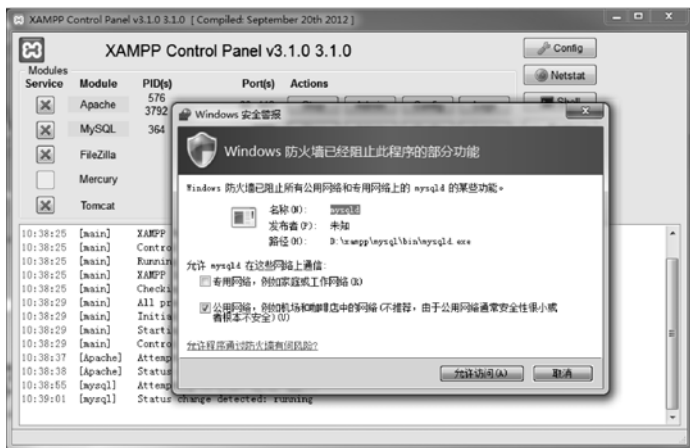 XAMPP Control Panel v3.1.0 3.1.0 [ Compiled: September 20th 2012 ]
XAMPP Control Panel v3.1.0 3.1.0
Config
Netstat
Modules
Service Module PID(s) Port(s) Actions
Apache 576 3792
MySQL 364
FileZilla
Mercury
Tomcat
Windows 安全警报
Windows 防火墙已经阻止此程序的部分功能
Windows 防火墙已阻止所有公用网络和专用网络上的 mysqld 的某些功能。
名称(N): mysqld
发布者(P): 未知
路径(H): D:\xampp\mysql\bin\mysqld.exe
允许 mysqld 在这些网络上通信:
专用网络，例如家庭或工作网络(R)
公用网络，例如机场和咖啡店中的网络(不推荐，由于公用网络通常安全性很小或
者根本不安全)(U)
允许程序通过防火墙有何风险?
允许访问(A) 取消
10:38:25 [main] XAMPP
10:38:25 [main] Contro
10:38:25 [main] Runnin
10:38:25 [main] XAMPP
10:38:25 [main] Checki
10:38:29 [main] All pr
10:38:29 [main] Initia
10:38:29 [main] Starti
10:38:29 [main] Contro
10:38:37 [Apache] Attemp
10:38:38 [Apache] Status
10:38:55 [mysql] Attemp
10:39:01 [mysql] Status change detected: running